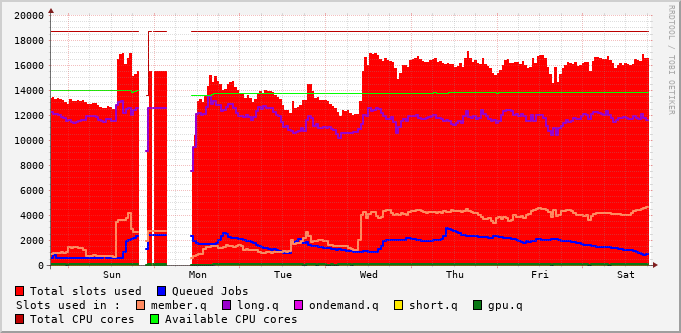 20000
18000
16000
14000
12000
10000
8000
6000
4000
2000
0
Sun Mon Tue Wed Thu Fri Sat
RRDTOOL / TOBI OETIKER
Total slots used Queued Jobs
Slots used in : member.q long.q ondemand.q short.q gpu.q
Total CPU cores Available CPU cores